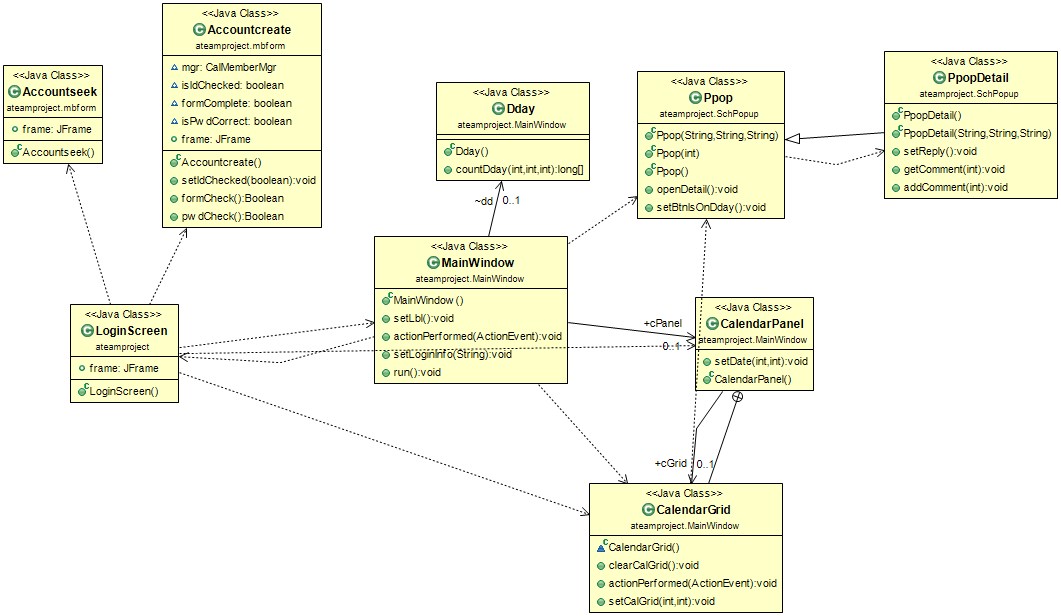 <<Java Class>>
Accountseek
ateamproject.mbform
frame: JFrame
Accountseek()
<<Java Class>>
Accountcreate
ateamproject.mbform
mgr: CalMemberMgr
isIdChecked: boolean
formComplete: boolean
isPwdCorrect: boolean
frame: JFrame
Accountcreate()
setIdChecked(boolean):void
formCheck():Boolean
pwdCheck():Boolean
<<Java Class>>
Dday
ateamproject.MainWindow
Dday()
countDday(int,int,int):long[]
<<Java Class>>
Ppop
ateamproject.SchPopup
Ppop(String,String,String)
Ppop(int)
Ppop()
openDetail():void
setBtnIsOnDday():void
<<Java Class>>
PpopDetail
ateamproject.SchPopup
PpopDetail()
PpopDetail(String,String,String)
setReply():void
getComment(int):void
addComment(int):void
~dd 0..1
<<Java Class>>
MainWindow
ateamproject.MainWindow
MainWindow()
setLbl():void
actionPerformed(ActionEvent):void
setLoginInfo(String):void
run():void
<<Java Class>>
LoginScreen
ateamproject
frame: JFrame
LoginScreen()
+cPanel
0..1
<<Java Class>>
CalendarPanel
ateamproject.MainWindow
setDate(int,int):void
CalendarPanel()
+cGrid 0..1
<<Java Class>>
CalendarGrid
ateamproject.MainWindow
CalendarGrid()
clearCalGrid():void
actionPerformed(ActionEvent):void
setCalGrid(int,int):void